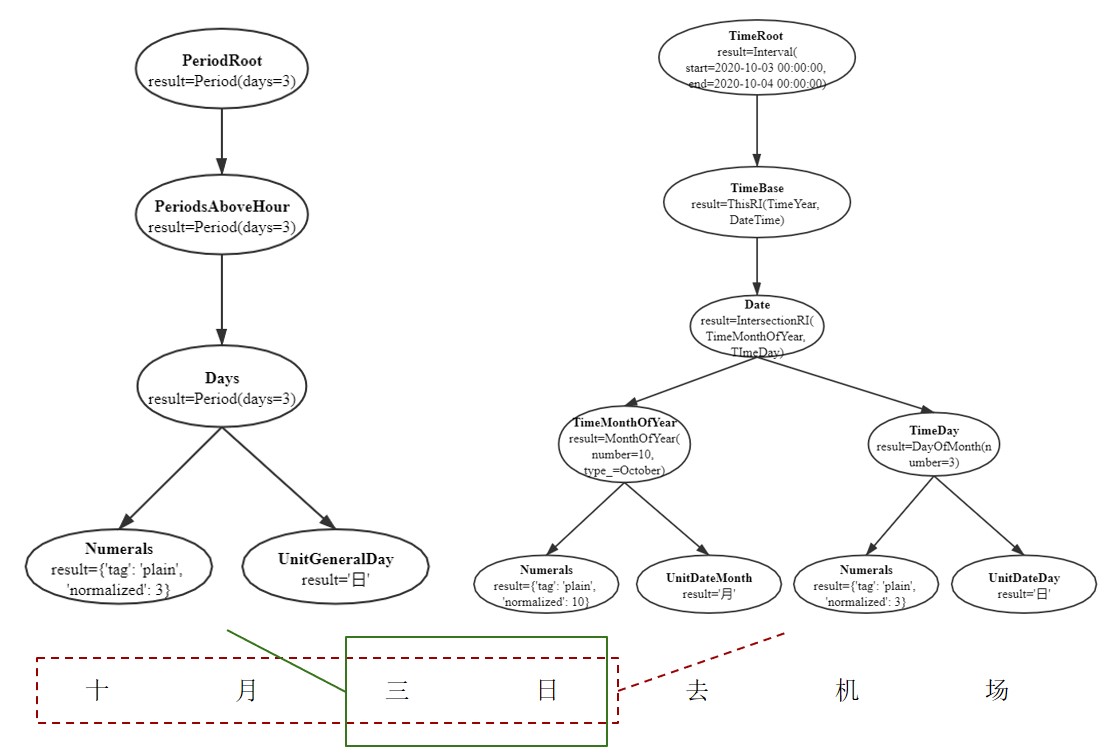 PeriodRoot
result=Period(days=3)
PeriodsAboveHour
result=Period(days=3)
Days
result=Period(days=3)
Numerals
result={'tag': 'plain',
'normalized': 3}
UnitGeneralDay
result='日'
TimeRoot
result=Interval(
start=2020-10-03 00:00:00,
end=2020-10-04 00:00:00)
TimeBase
result=ThisRI(TimeYear,
DateTime)
Date
result=IntersectionRI(
TimeMonthOfYear,
TImeDay)
TimeMonthOfYear
result=MonthOfYear(
number=10,
type_=October)
TimeDay
result=DayOfMonth(n
umber=3)
Numerals
result={'tag': 'plain',
'normalized': 10}
UnitDateMonth
result='月'
Numerals
result={'tag': 'plain',
'normalized': 3}
UnitDateDay
result='日'
十 月 三 日 去 机 场